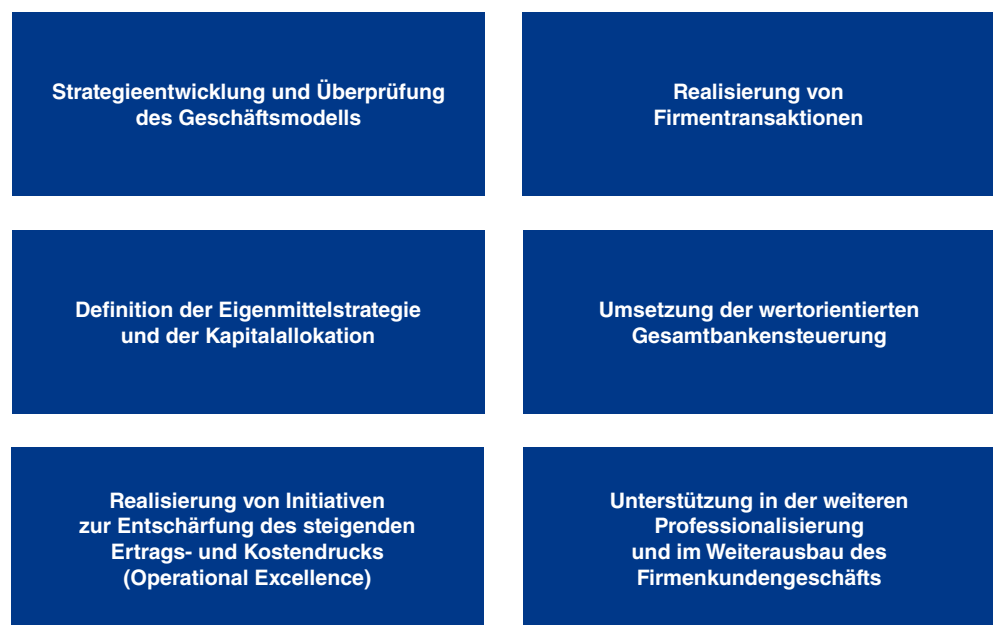 Strategieentwicklung und Überprüfung
des Geschäftsmodells
Realisierung von
Firmentransaktionen
Definition der Eigenmittelstrategie
und der Kapitalallokation
Umsetzung der wertorientierten
Gesamtbankensteuerung
Realisierung von Initiativen
zur Entschärfung des steigenden
Ertrags- und Kostendrucks
(Operational Excellence)
Unterstützung in der weiteren
Professionalisierung
und im Weiterausbau des
Firmenkundengeschäfts